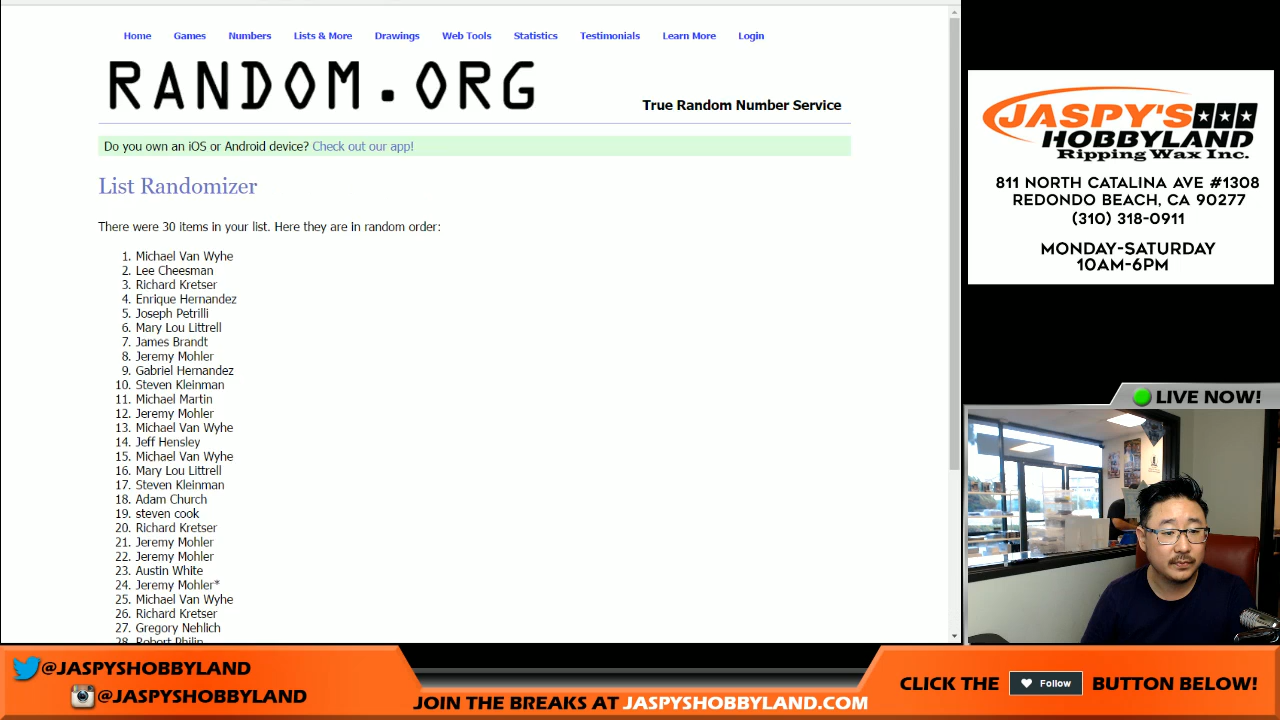 Home Games Numbers Lists & More Drawings Web Tools Statistics Testimonials Learn More Login
RANDOM.ORG
True Random Number Service
Do you own an iOS or Android device? Check out our app!
List Randomizer
There were 30 items in your list. Here they are in random order:
1. Michael Van Wyhe
2. Lee Cheesman
3. Richard Kretser
4. Enrique Hernandez
5. Joseph Petrilli
6. Mary Lou Littrell
7. James Brandt
8. Jeremy Mohler
9. Gabriel Hernandez
10. Steven Kleinman
11. Michael Martin
12. Jeremy Mohler
13. Michael Van Wyhe
14. Jeff Hensley
15. Michael Van Wyhe
16. Mary Lou Littrell
17. Steven Kleinman
18. Adam Church
19. steven cook
20. Richard Kretser
21. Jeremy Mohler
22. Jeremy Mohler
23. Austin White
24. Jeremy Mohler*
25. Michael Van Wyhe
26. Richard Kretser
27. Gregory Nehlich
28. Robert Philip
JASPY'S
HOBBYLAND
Ripping Wax Inc.
811 NORTH CATALINA AVE #1308
REDONDO BEACH, CA 90277
(310) 318-0911
MONDAY-SATURDAY
10AM-6PM
LIVE NOW!
@JASPYSHOBBYLAND
@JASPYSHOBBYLAND
JOIN THE BREAKS AT JASPYSHOBBYLAND.COM
CLICK THE Follow BUTTON BELOW!